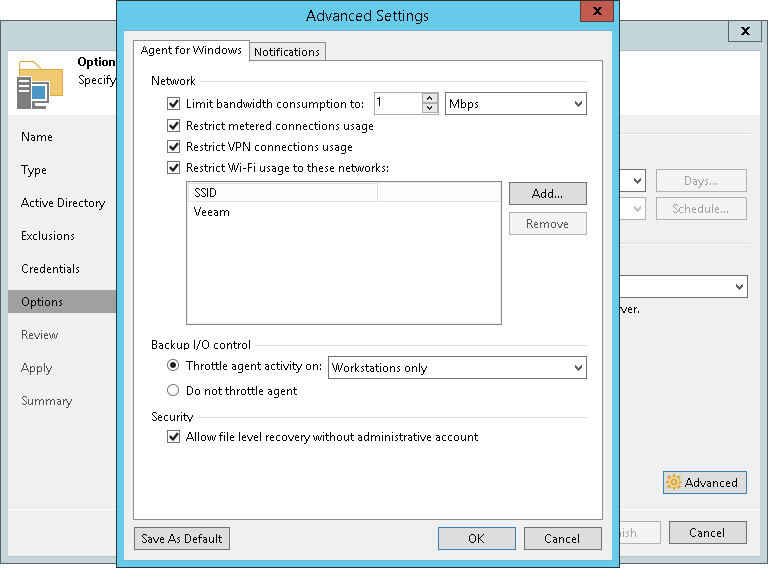 Advanced Settings
X
X
Agent for Windows
Notifications
Network
Limit bandwidth consumption to:
1
Mbps
Restrict metered connections usage
Restrict VPN connections usage
Restrict Wi-Fi usage to these networks:
SSID
Veeam
Add...
Remove
Backup I/O control
Throttle agent activity on:
Workstations only
Do not throttle agent
Security
Allow file level recovery without administrative account
Save As Default
OK
Cancel
Option
Specify
Name
Type
Active Directory
Exclusions
Credentials
Options
Review
Apply
Summary
Days...
Schedule...
ver.
Advanced
ish
Cancel